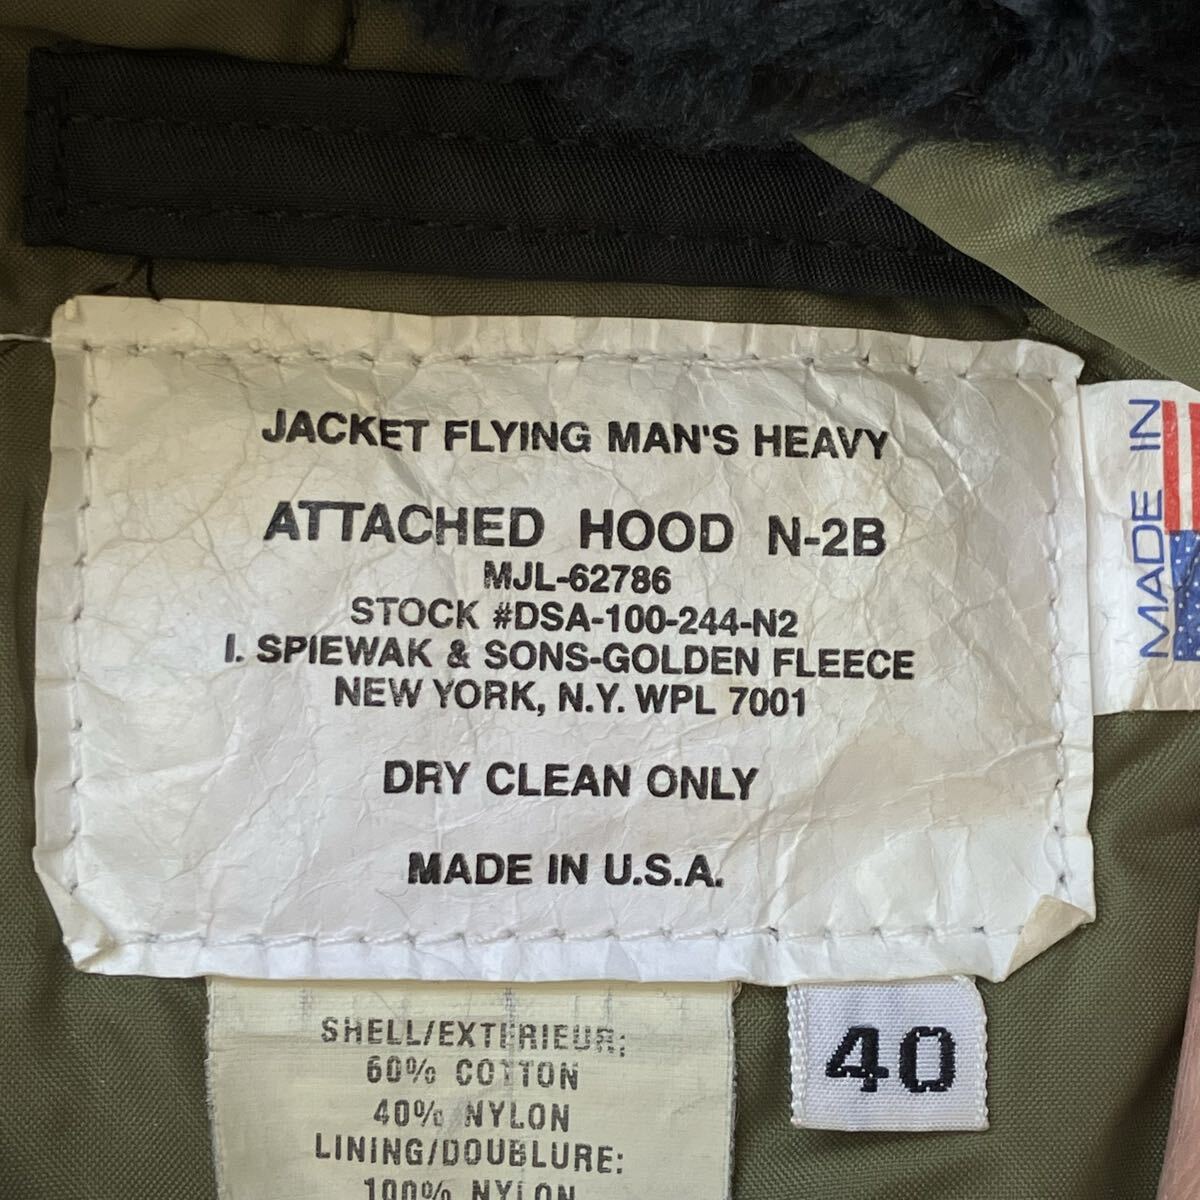 JACKET FLYING MAN'S HEAVY
ATTACHED HOOD N-2B
MJL-62786
STOCK #DSA-100-244-N2
I. SPIEWAK & SONS-GOLDEN FLEECE
NEW YORK, N.Y. WPL 7001
DRY CLEAN ONLY
MADE IN U.S.A.
MADE IN
40
SHELL/EXTERIEUR:
60% COTTON
40% NYLON
LINING/DOUBLURE:
100% NYLON